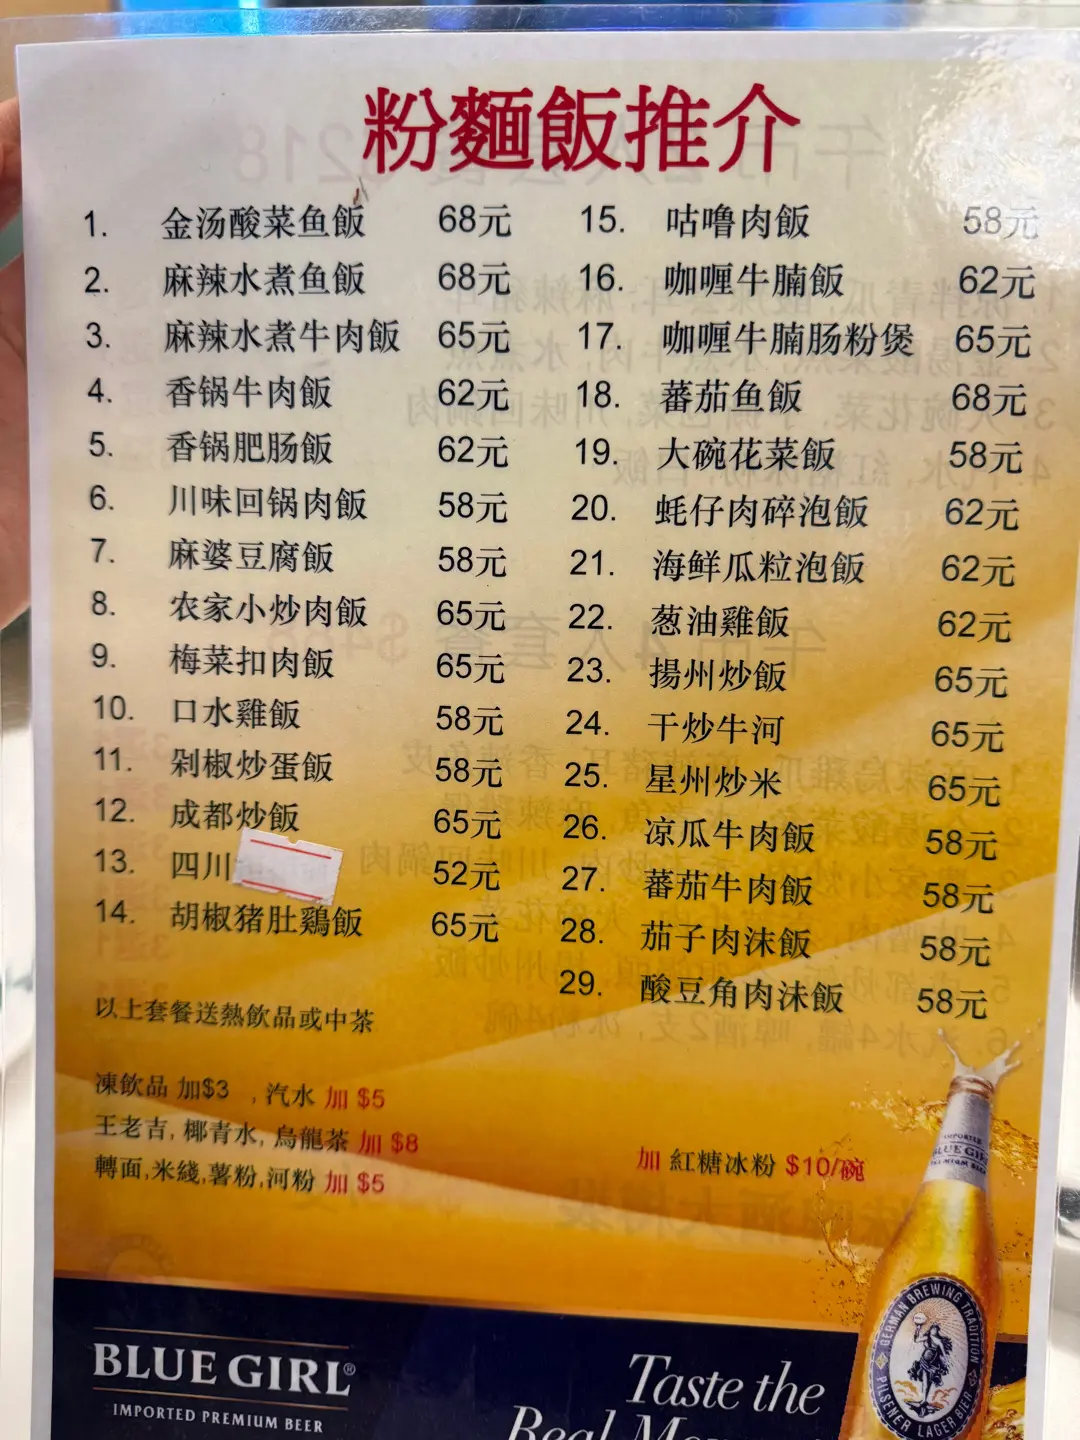 粉麵飯推介
1. 金汤酸菜鱼飯 68元
2. 麻辣水煮鱼飯 68元
3. 麻辣水煮牛肉飯 65元
4. 香锅牛肉飯 62元
5. 香锅肥肠飯 62元
6. 川味回锅肉飯 58元
7. 麻婆豆腐飯 58元
8. 农家小炒肉飯 65元
9. 梅菜扣肉飯 65元
10. 口水雞飯 58元
11. 剁椒炒蛋飯 58元
12. 成都炒飯 65元
13. 四川 52元
14. 胡椒猪肚鷄飯 65元
15. 咕噜肉飯 58元
16. 咖喱牛腩飯 62元
17. 咖喱牛腩肠粉煲 65元
18. 蕃茄鱼飯 68元
19. 大碗花菜飯 58元
20. 蚝仔肉碎泡飯 62元
21. 海鲜瓜粒泡飯 62元
22. 葱油雞飯 62元
23. 揚州炒飯 65元
24. 干炒牛河 65元
25. 星州炒米 65元
26. 凉瓜牛肉飯 58元
27. 蕃茄牛肉飯 58元
28. 茄子肉沫飯 58元
29. 酸豆角肉沫飯 58元
以上套餐送熱飲品或中茶
凍飲品 加$3 , 汽水 加 $5
王老吉, 椰青水, 烏龍茶 加 $8
轉面,米綫,薯粉,河粉 加 $5
加 紅糖冰粉 $10/碗
BLUE GIRL®
IMPORTED PREMIUM BEER
Taste the
Real
IMPORTED
BLUE GIRL
PREMIUM BEER
GERMAN BREWING TRADITION
PILSENER LAGER BIER